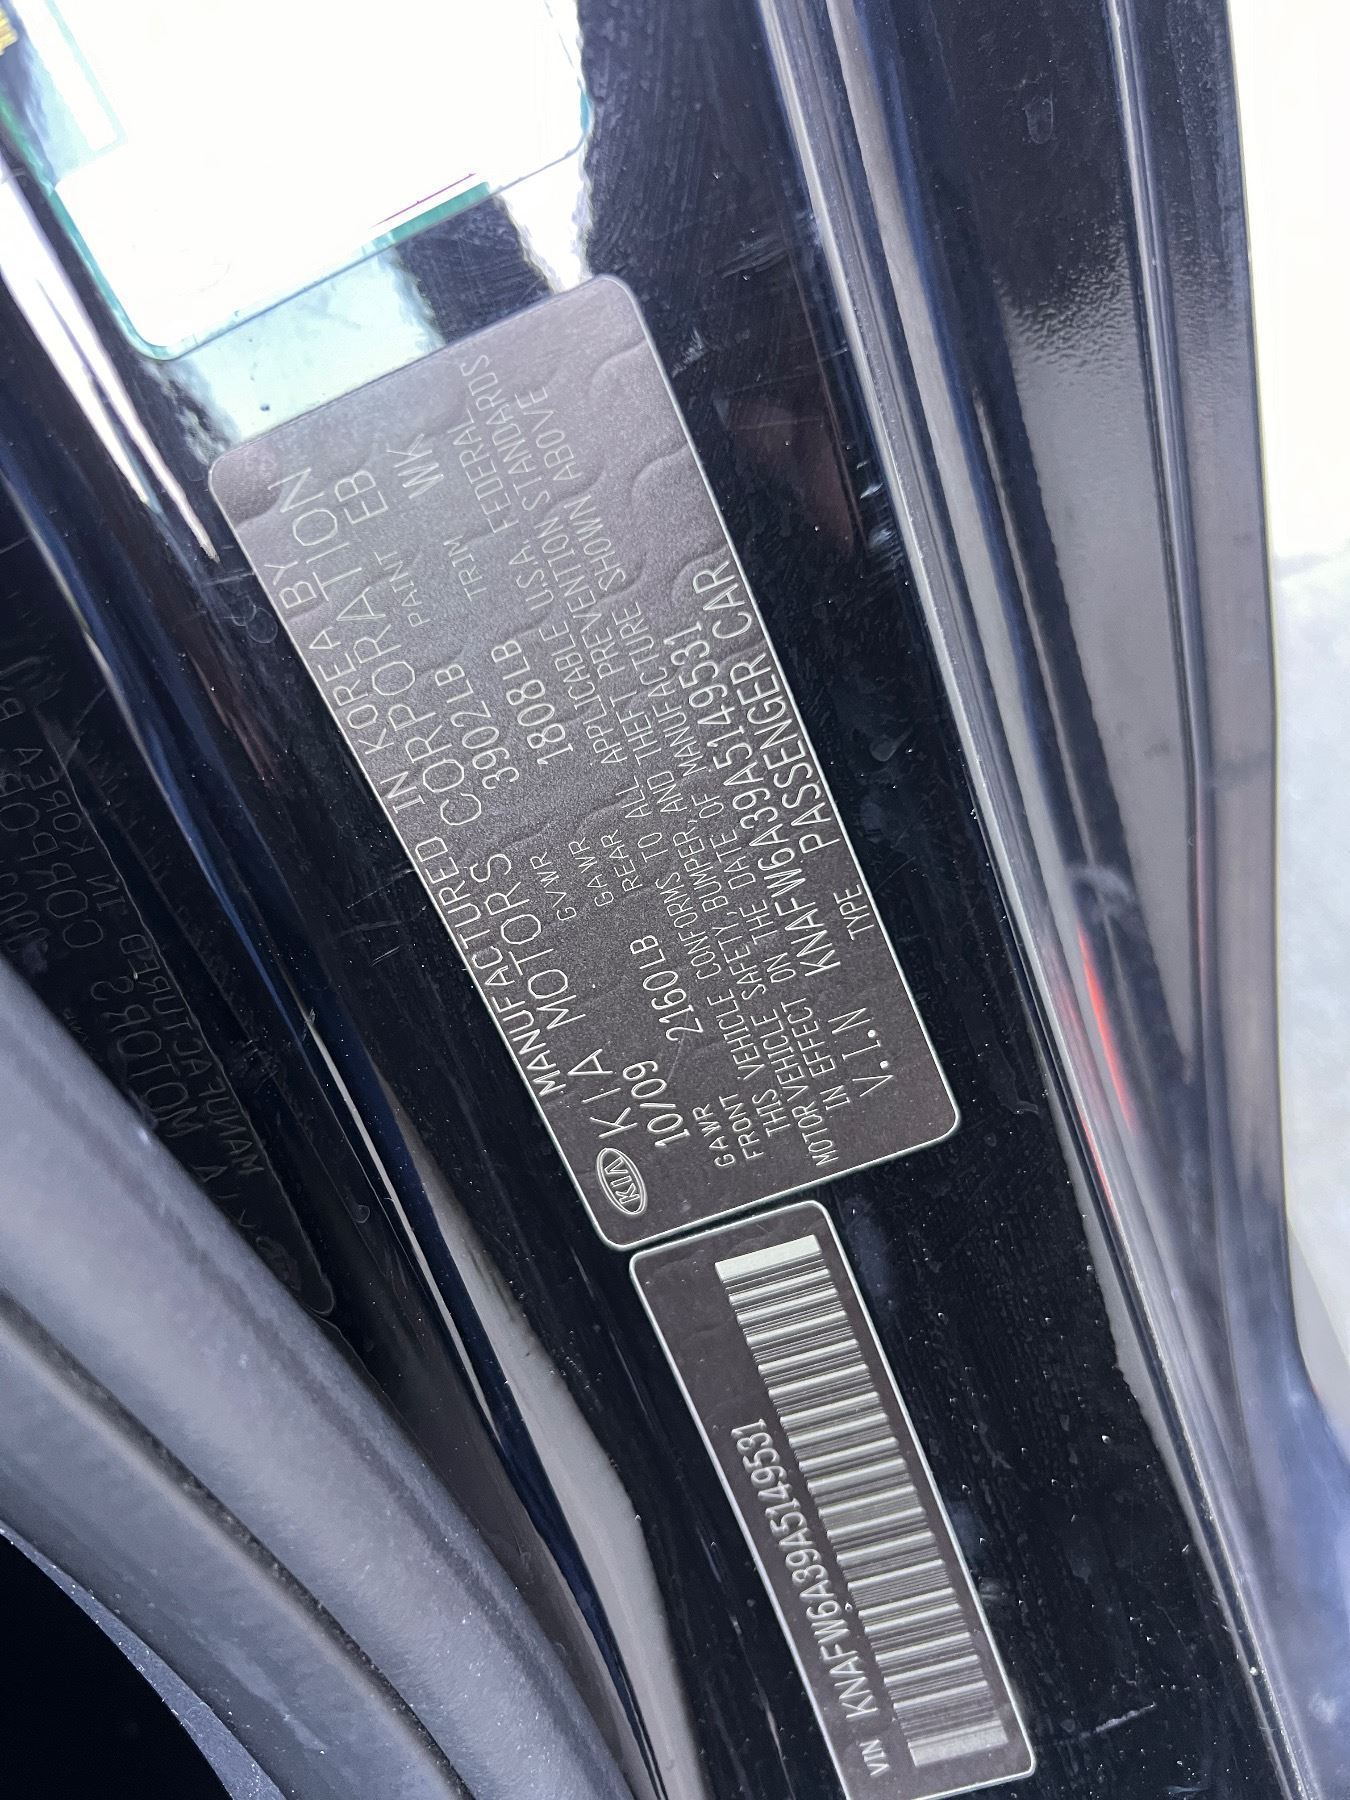 MANUFACTURED IN KOREA BY
KIA KIA MOTORS CORPORATION
10/09 GVWR 3902LB PAINT EB
GAWR FRONT 2160LB GAWR REAR 1808LB TRIM WK
THIS VEHICLE CONFORMS TO ALL APPLICABLE U.S.A. FEDERAL
MOTOR VEHICLE SAFETY, BUMPER, AND THEFT PREVENTION STANDARDS
IN EFFECT ON THE DATE OF MANUFACTURE SHOWN ABOVE
V.I.N KNAFW6A39A5149531
TYPE PASSENGER CAR
VIN KNAFW6A39A5149531